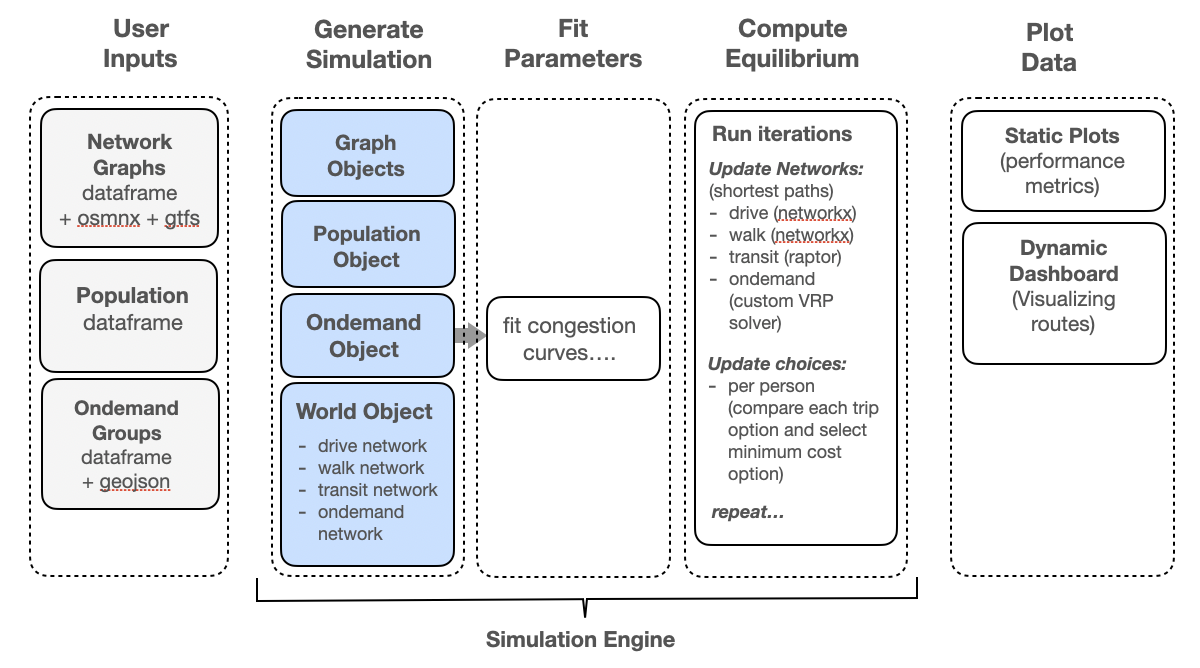 User
Inputs
Generate
Simulation
Fit
Parameters
Compute
Equilibrium
Plot
Data
Network
Graphs
dataframe
+ osmnx + gtfs
Population
dataframe
Ondemand
Groups
dataframe
+ geojson
Graph
Objects
Population
Object
Ondemand
Object
World Object
- drive network
- walk network
- transit network
- ondemand
network
fit congestion
curves….
Run iterations
Update Networks:
(shortest paths)
- drive (networkx)
- walk (networkx)
- transit (raptor)
- ondemand
(custom VRP
solver)
Update choices:
- per person
(compare each trip
option and select
minimum cost
option)
repeat…
Static Plots
(performance
metrics)
Dynamic
Dashboard
(Visualizing
routes)
Simulation Engine